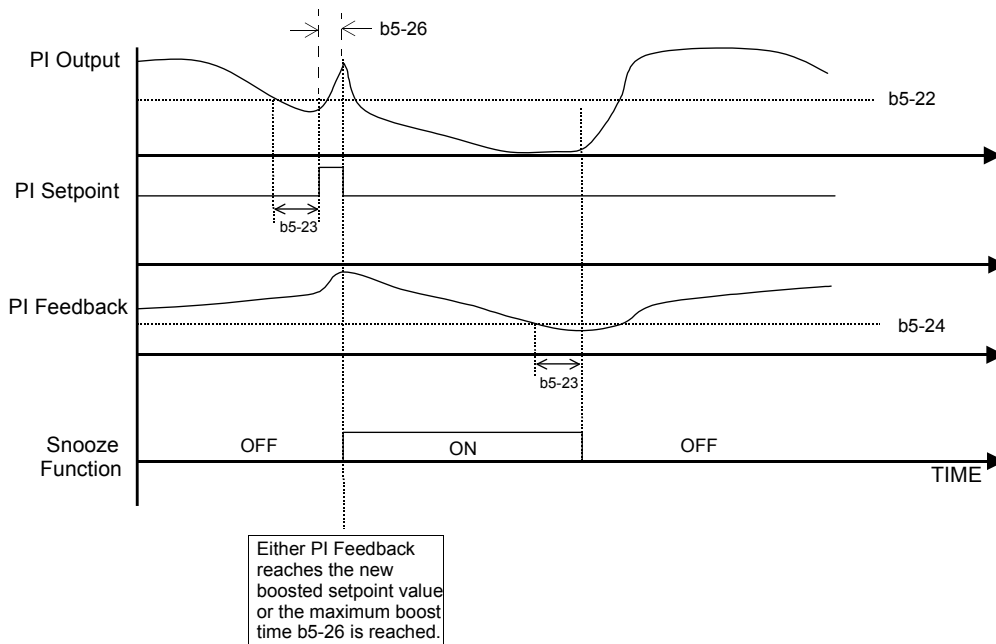 b5-26
PI Output
b5-22
PI Setpoint
b5-23
PI Feedback
b5-24
b5-23
Snooze
Function
OFF
ON
OFF
TIME
Either PI Feedback
reaches the new
boosted setpoint value
or the maximum boost
time b5-26 is reached.